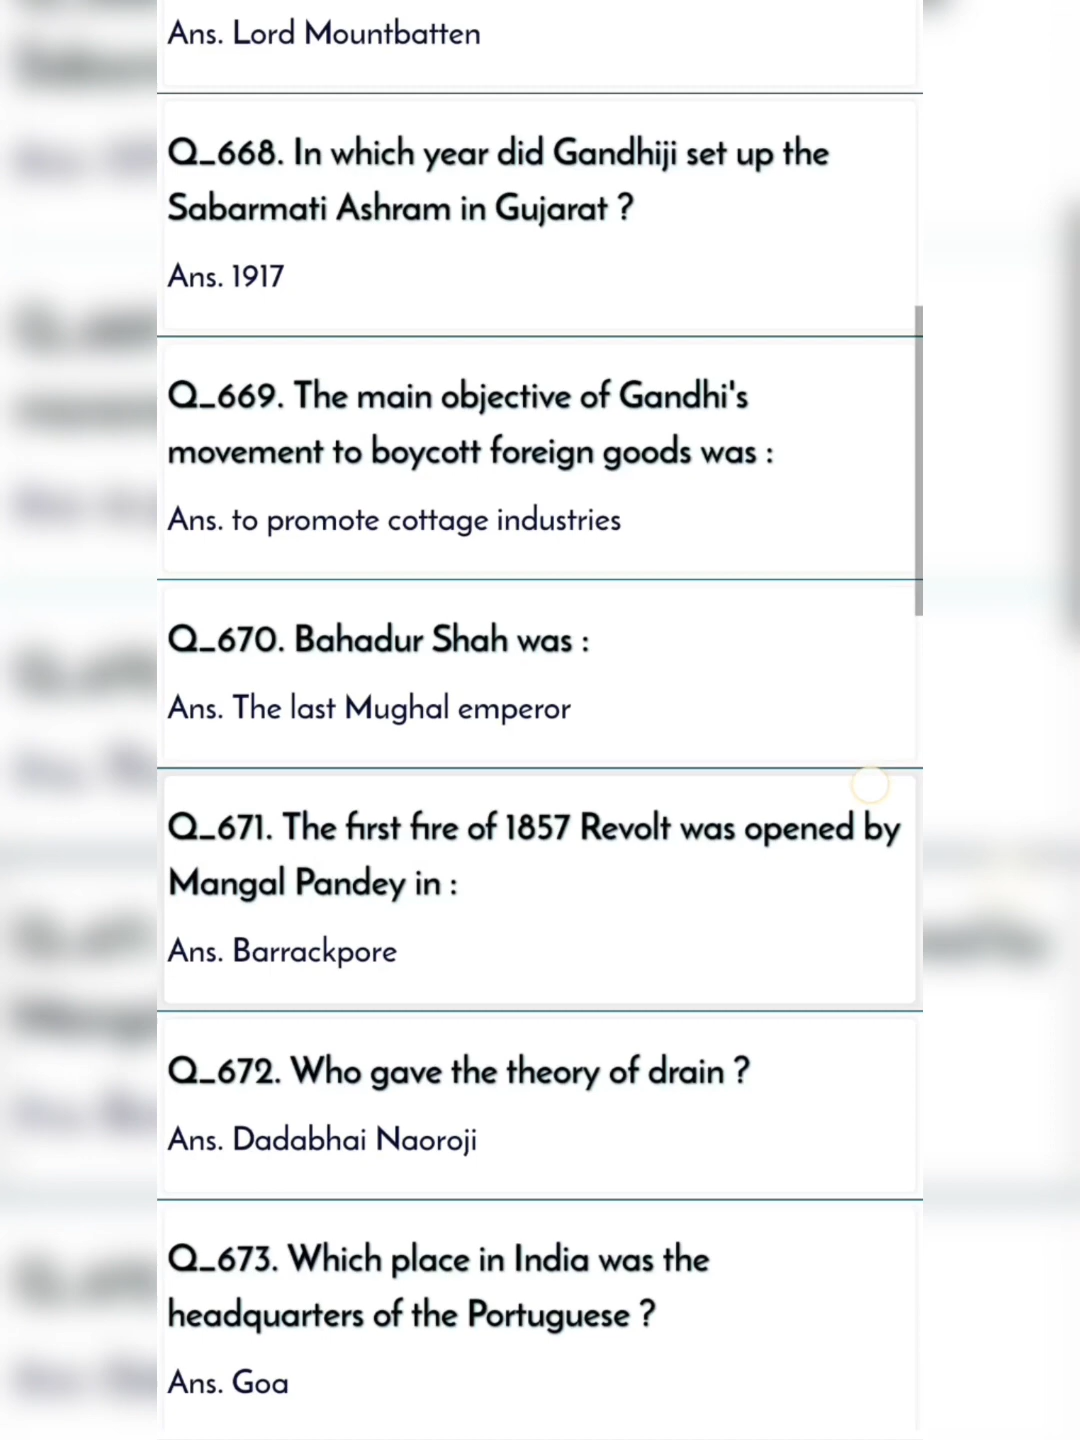 Ans. Lord Mountbatten
Q_668. In which year did Gandhiji set up the
Sabarmati Ashram in Gujarat ?
Ans. 1917
Q_669. The main objective of Gandhi's
movement to boycott foreign goods was :
Ans. to promote cottage industries
Q_670. Bahadur Shah was :
Ans. The last Mughal emperor
Q_671. The first fire of 1857 Revolt was opened by
Mangal Pandey in :
Ans. Barrackpore
Q_672. Who gave the theory of drain ?
Ans. Dadabhai Naoroji
Q_673. Which place in India was the
headquarters of the Portuguese ?
Ans. Goa